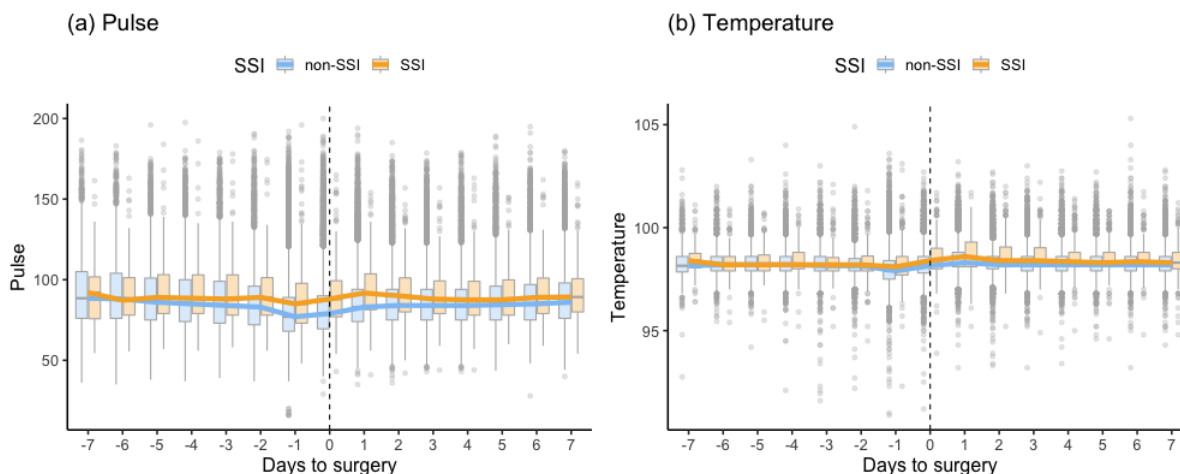 (a) Pulse
SSI non-SSI SSI
Pulse
200
150
100
50
-7 -6 -5 -4 -3 -2 -1 0 1 2 3 4 5 6 7
Days to surgery
(b) Temperature
SSI non-SSI SSI
Temperature
105
100
95
-7 -6 -5 -4 -3 -2 -1 0 1 2 3 4 5 6 7
Days to surgery